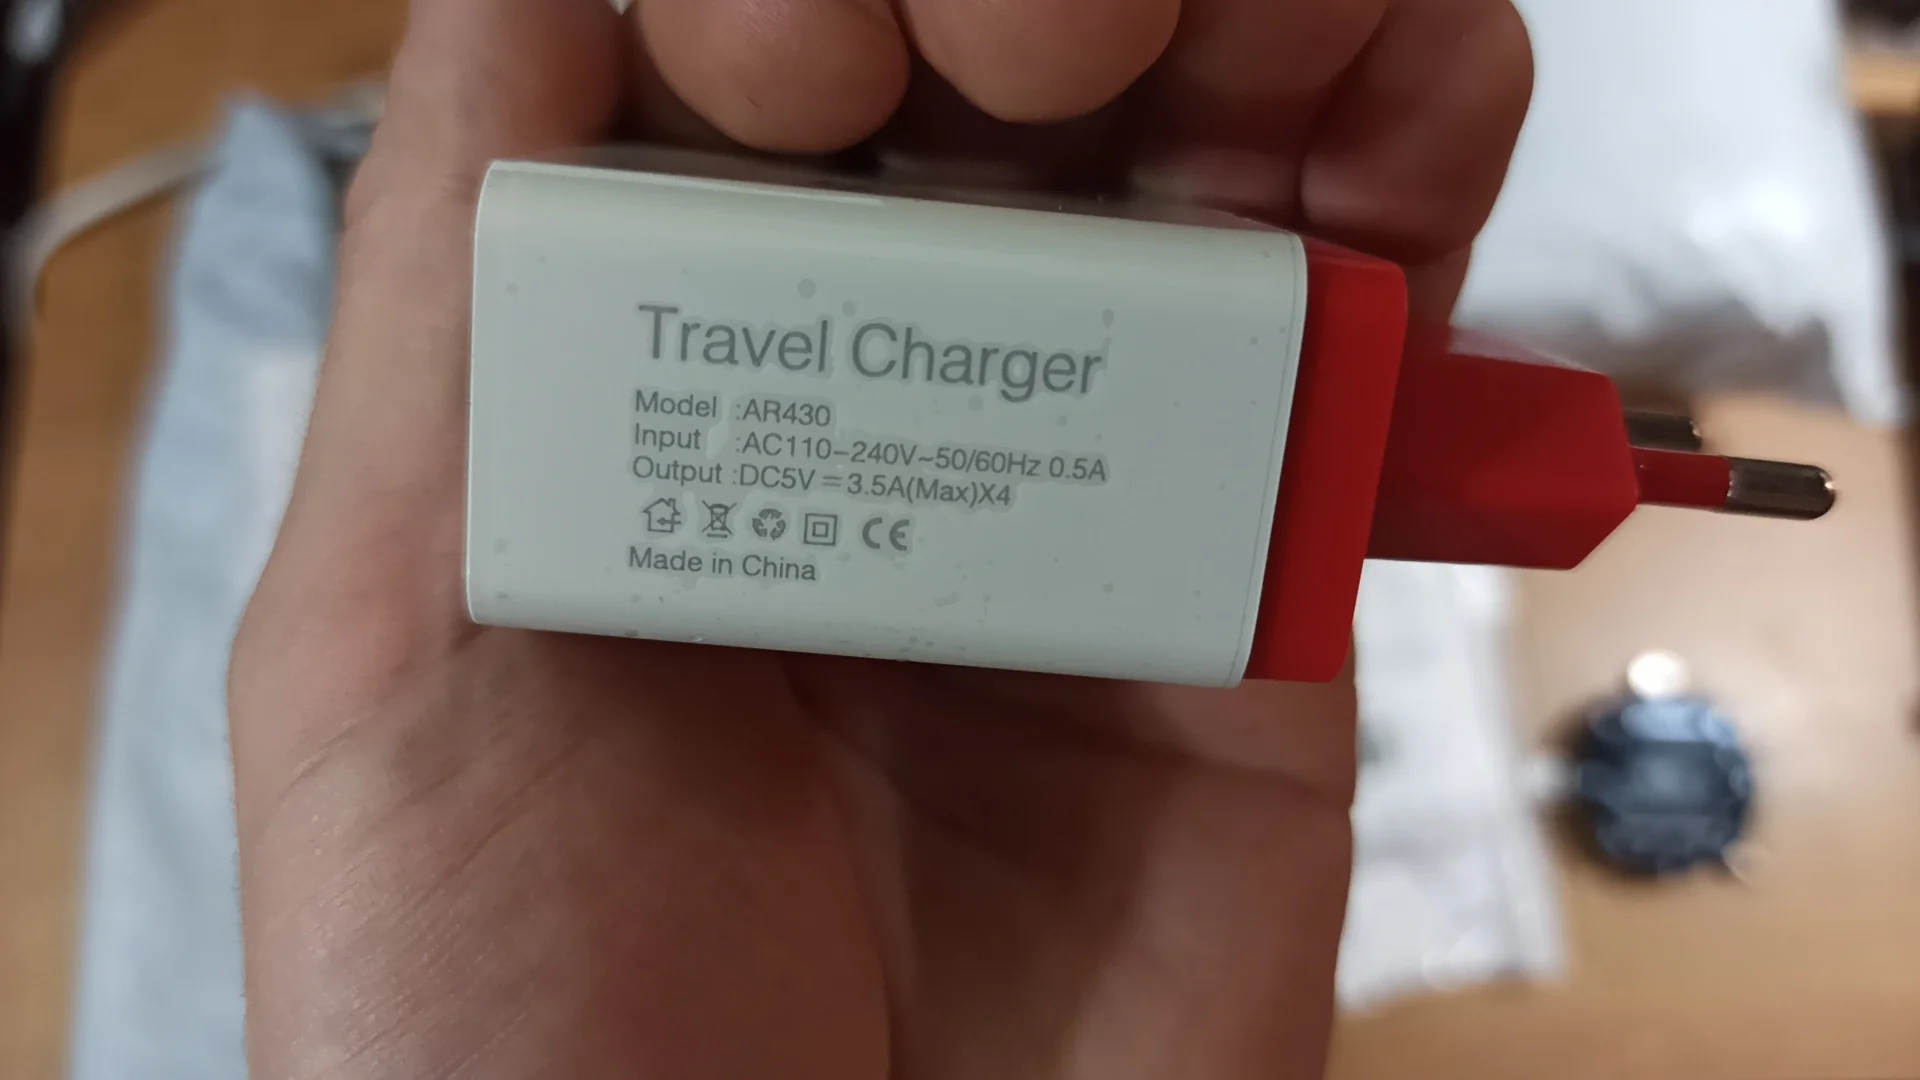 Travel Charger
Model :AR430
Input :AC110-240V~50/60Hz 0.5A
Output :DC5V⎓3.5A(Max)X4
CE
Made in China